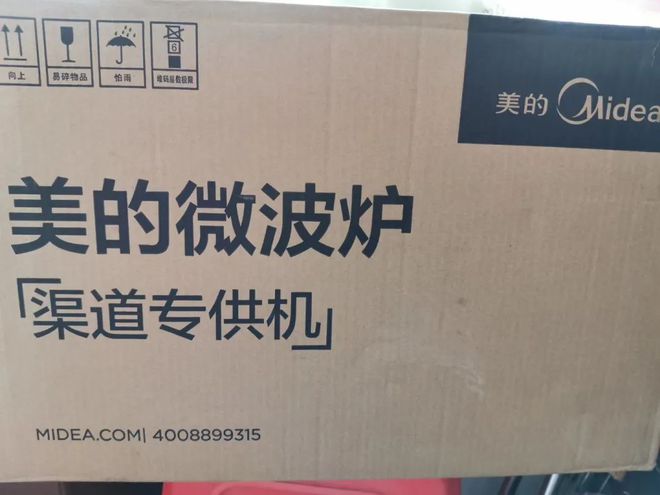 6
向上 易碎物品 怕雨 堆码层数极限
美的 Midea
美的微波炉
「渠道专供机」
MIDEA.COM| 4008899315